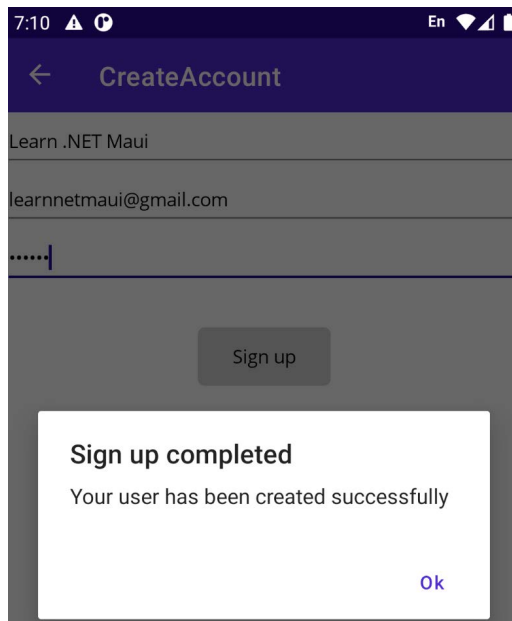 7:10 En
CreateAccount
Learn .NET Maui
learnnetmaui@gmail.com
••••••
Sign up
Sign up completed
Your user has been created successfully
Ok